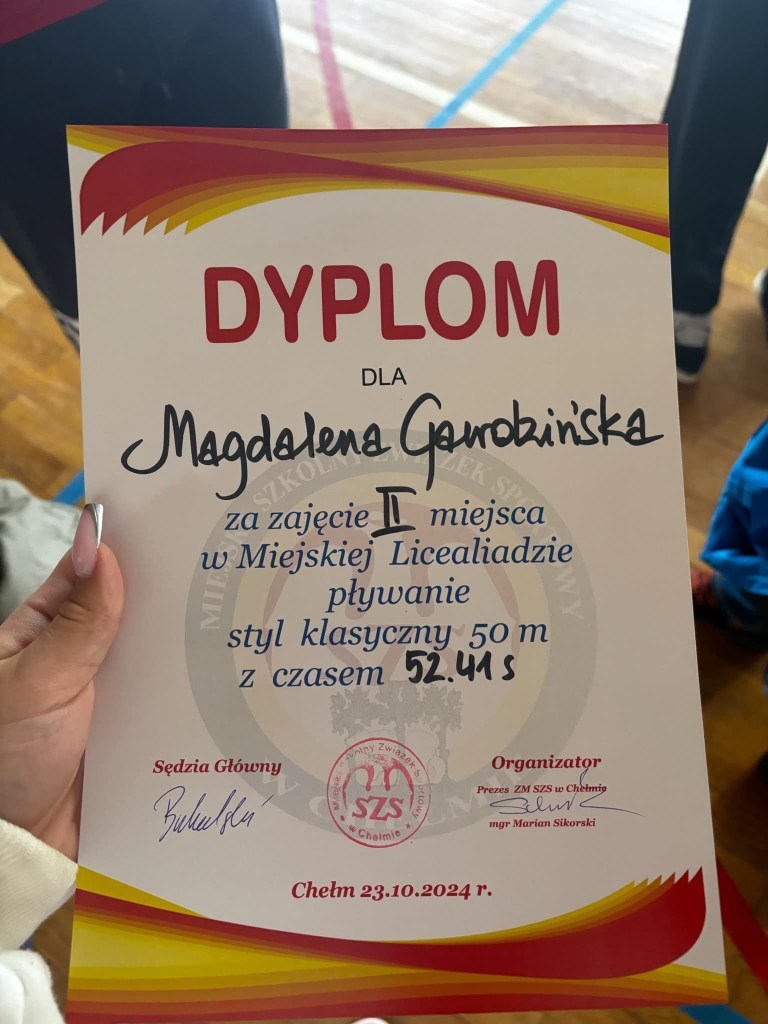 DYPLOM
DLA
Magdalena Gawrodzińska
za zajęcie II miejsca
w Miejskiej Licealiadzie
pływanie
styl klasyczny 50 m
z czasem 52.41 s
Sędzia Główny
Organizator
Prezes ZM SZS w Chełmie
mgr Marian Sikorski
SZS
w Chełmie
Chełm 23.10.2024 r.